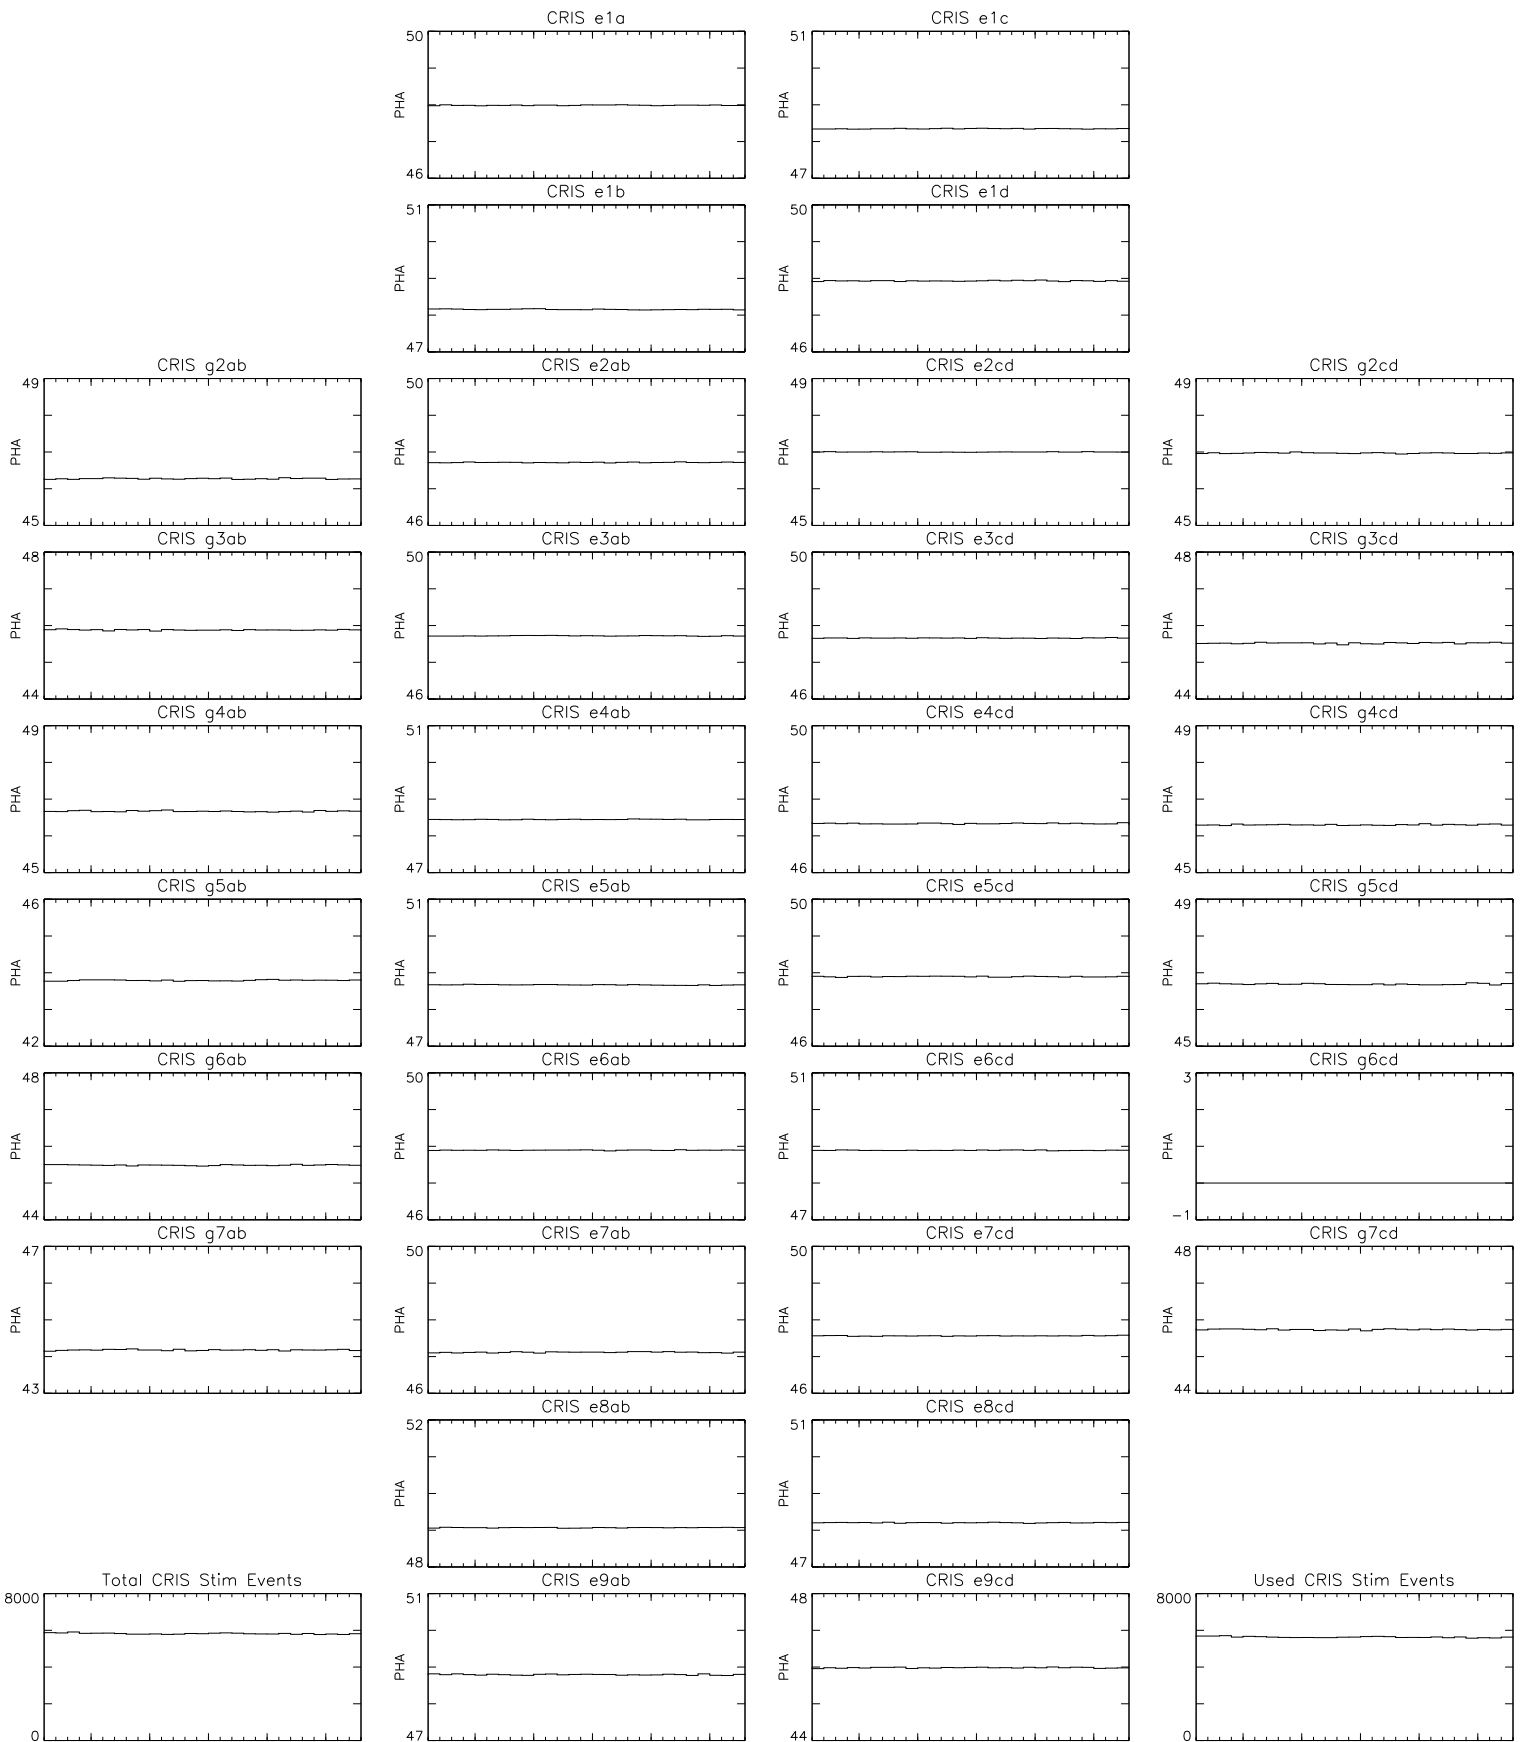 CRIS e1a
50
PHA
46
CRIS e1c
51
PHA
47
CRIS e1b
51
PHA
47
CRIS e1d
50
PHA
46
CRIS g2ab
49
PHA
45
CRIS e2ab
50
PHA
46
CRIS e2cd
49
PHA
45
CRIS g2cd
49
PHA
45
CRIS g3ab
48
PHA
44
CRIS e3ab
50
PHA
46
CRIS e3cd
50
PHA
46
CRIS g3cd
48
PHA
44
CRIS g4ab
49
PHA
45
CRIS e4ab
51
PHA
47
CRIS e4cd
50
PHA
46
CRIS g4cd
49
PHA
45
CRIS g5ab
46
PHA
42
CRIS e5ab
51
PHA
47
CRIS e5cd
50
PHA
46
CRIS g5cd
49
PHA
45
CRIS g6ab
48
PHA
44
CRIS e6ab
50
PHA
46
CRIS e6cd
51
PHA
47
CRIS g6cd
3
PHA
-1
CRIS g7ab
47
PHA
43
CRIS e7ab
50
PHA
46
CRIS e7cd
50
PHA
46
CRIS g7cd
48
PHA
44
CRIS e8ab
52
PHA
48
CRIS e8cd
51
PHA
47
Total CRIS Stim Events
8000
0
CRIS e9ab
51
PHA
47
CRIS e9cd
48
PHA
44
Used CRIS Stim Events
8000
0